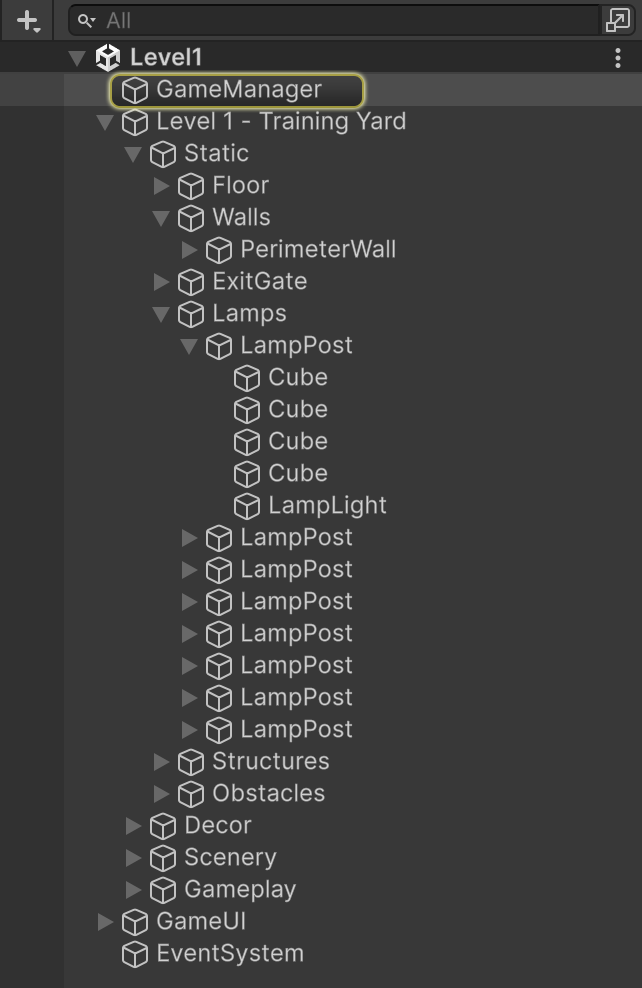 All
Level1
GameManager
Level 1 - Training Yard
Static
Floor
Walls
PerimeterWall
ExitGate
Lamps
LampPost
Cube
Cube
Cube
Cube
LampLight
LampPost
LampPost
LampPost
LampPost
LampPost
LampPost
LampPost
Structures
Obstacles
Decor
Scenery
Gameplay
GameUI
EventSystem